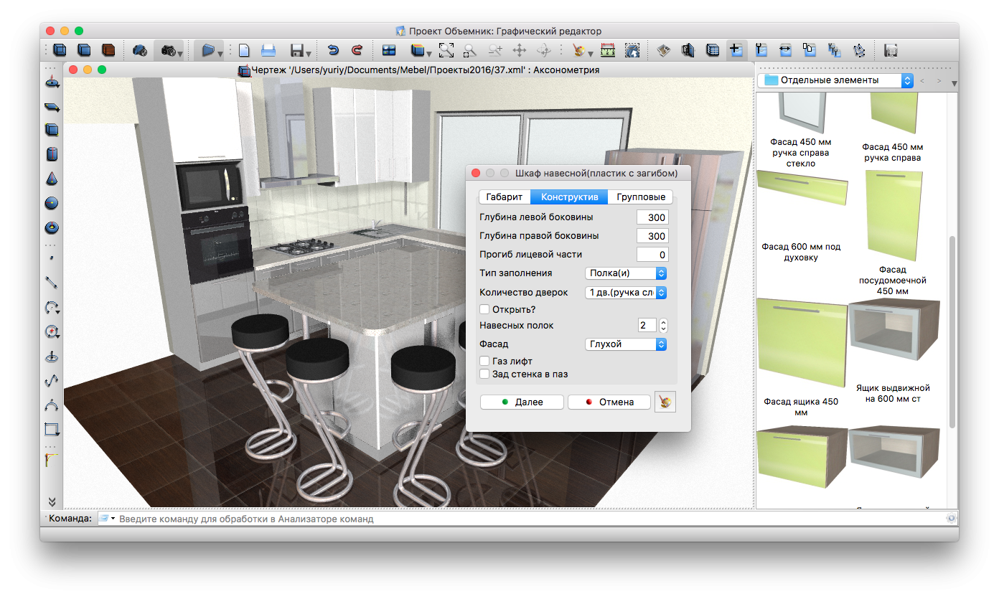 Проект Объемник: Графический редактор
Чертеж '/Users/yuriy/Documents/Mebel/Проекты2016/37.xml' : Аксонометрия
Отдельные элементы
Фасад 450 мм
ручка справа
стекло
Фасад 450 мм
ручка справа
Фасад 600 мм под
духовку
Фасад
посудомоечной
450 мм
Фасад ящика 450
мм
Ящик выдвижной
на 600 мм ст
Шкаф навесной(пластик с загибом)
Габарит
Конструктив
Групповые
Глубина левой боковины 300
Глубина правой боковины 300
Прогиб лицевой части 0
Тип заполнения Полка(и)
Количество дверок 1 дв.(ручка сл
Открыть?
Навесных полок 2
Фасад Глухой
Газ лифт
Зад стенка в паз
Далее
Отмена
Команда: Введите команду для обработки в Анализаторе команд